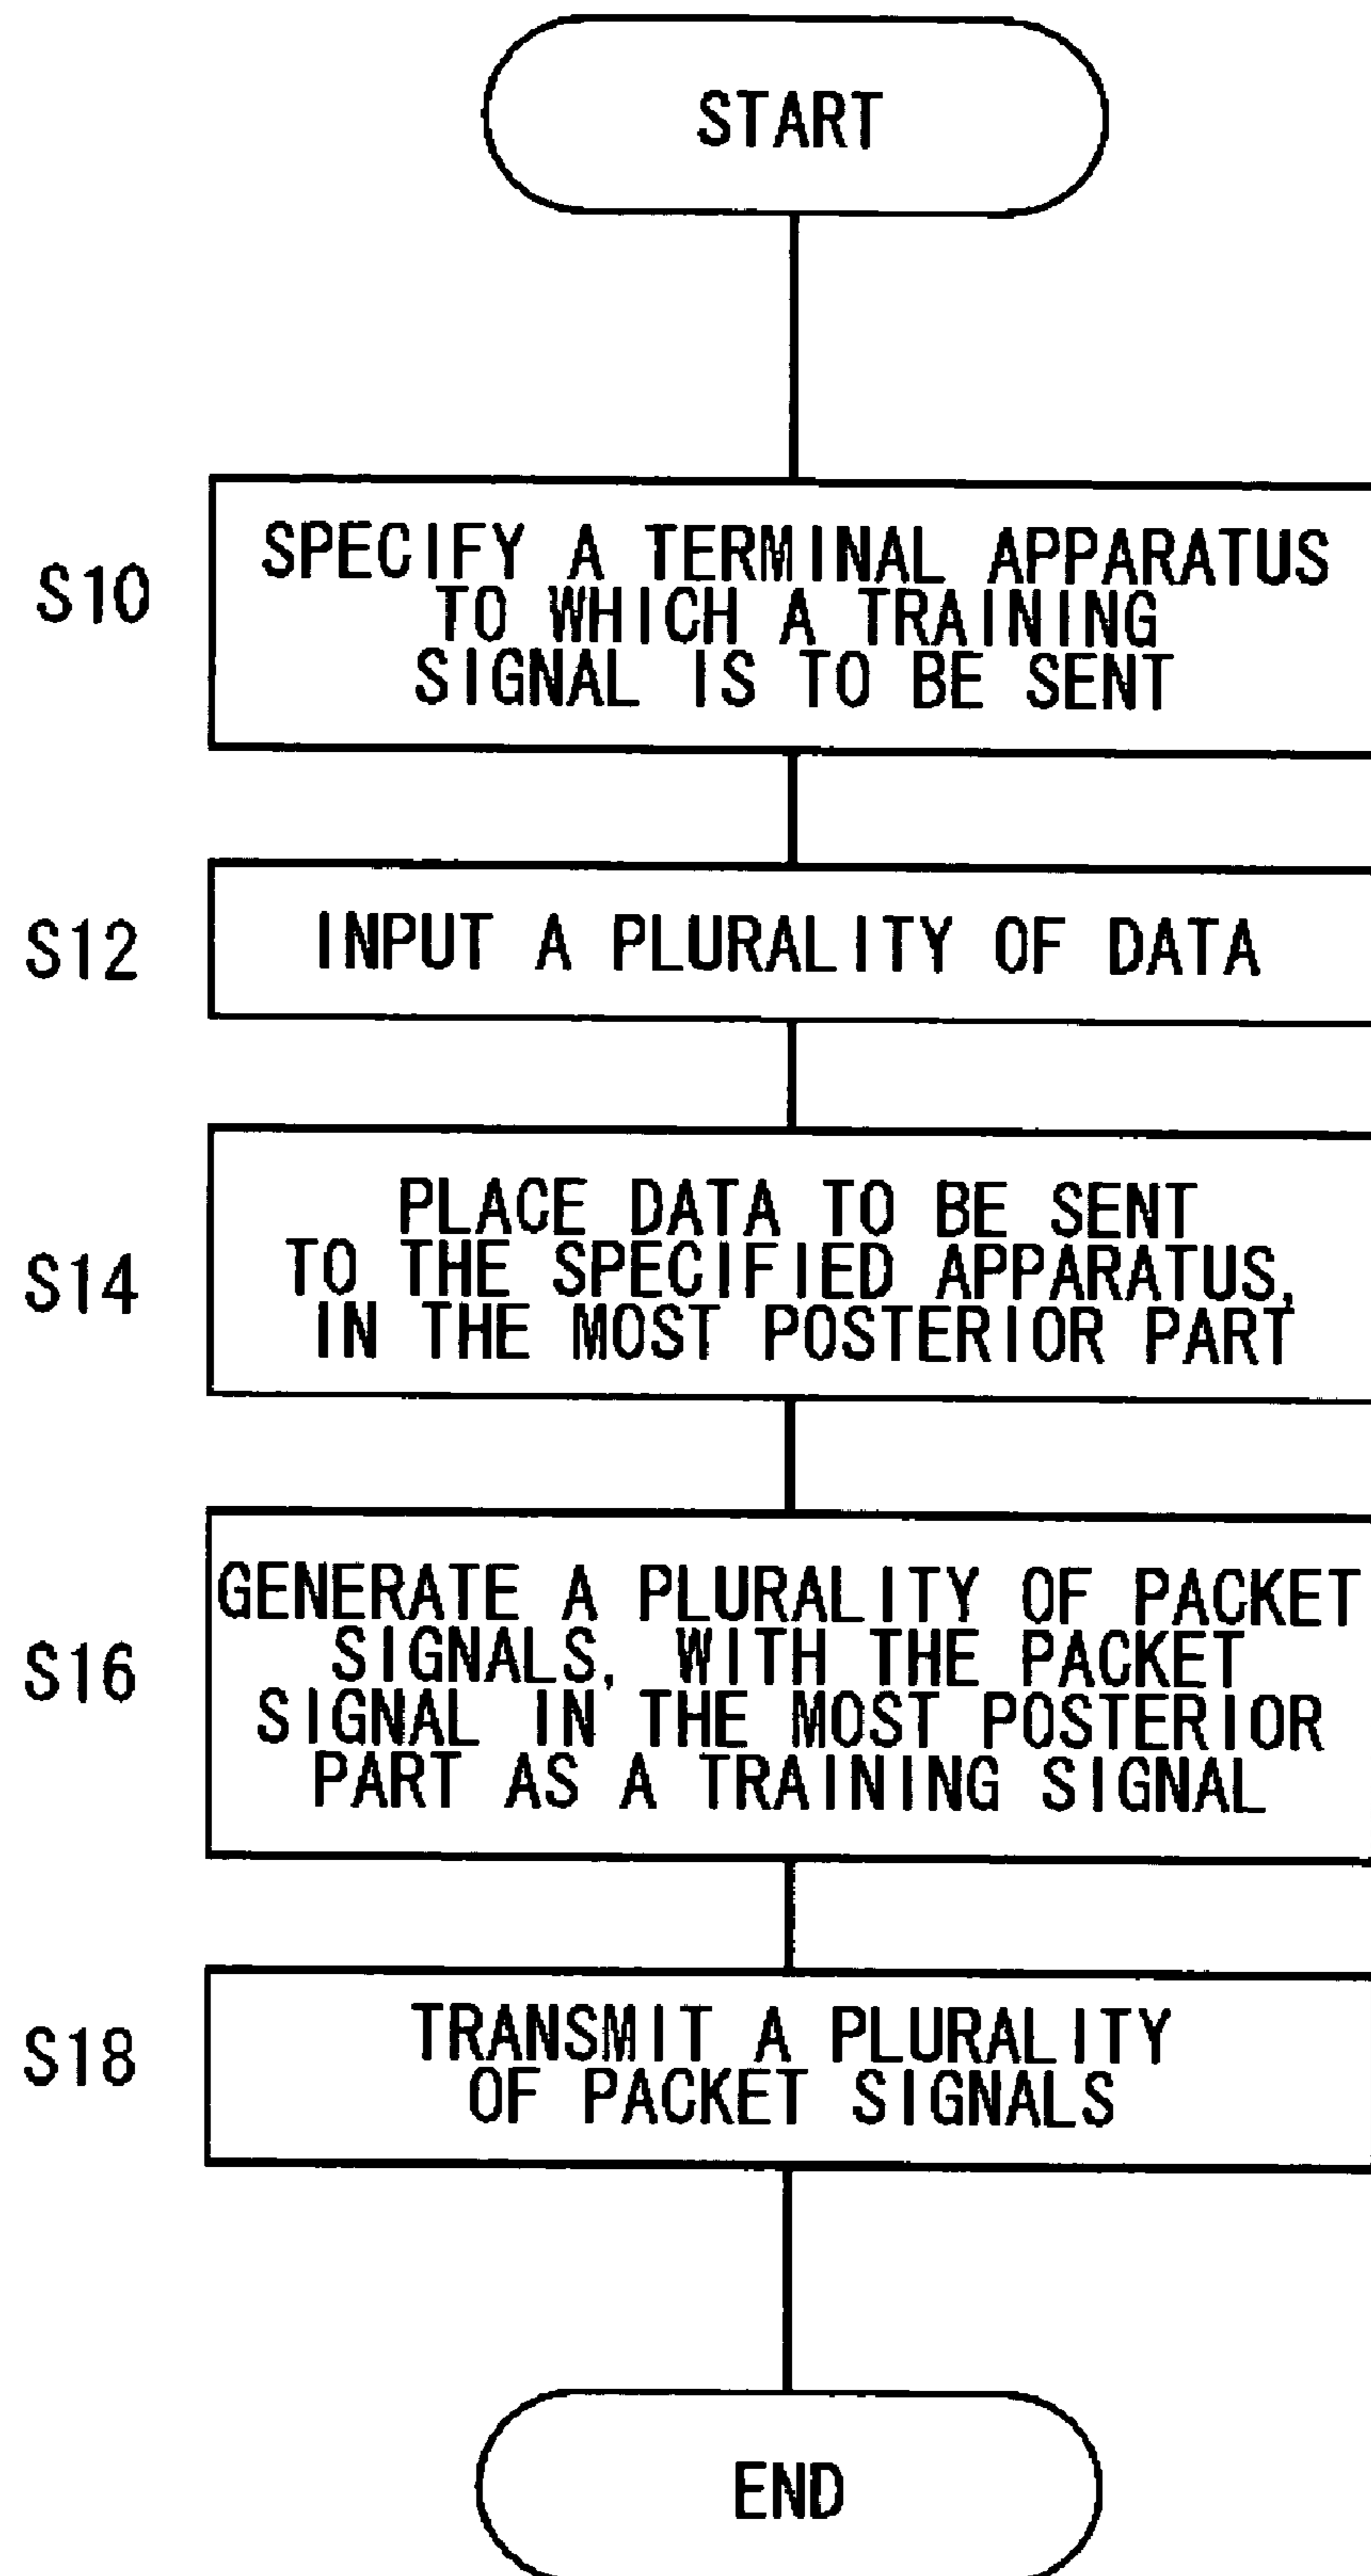 START
S10
SPECIFY A TERMINAL APPARATUS
TO WHICH A TRAINING
SIGNAL IS TO BE SENT
S12
INPUT A PLURALITY OF DATA
S14
PLACE DATA TO BE SENT
TO THE SPECIFIED APPARATUS,
IN THE MOST POSTERIOR PART
S16
GENERATE A PLURALITY OF PACKET
SIGNALS, WITH THE PACKET
SIGNAL IN THE MOST POSTERIOR
PART AS A TRAINING SIGNAL
S18
TRANSMIT A PLURALITY
OF PACKET SIGNALS
END